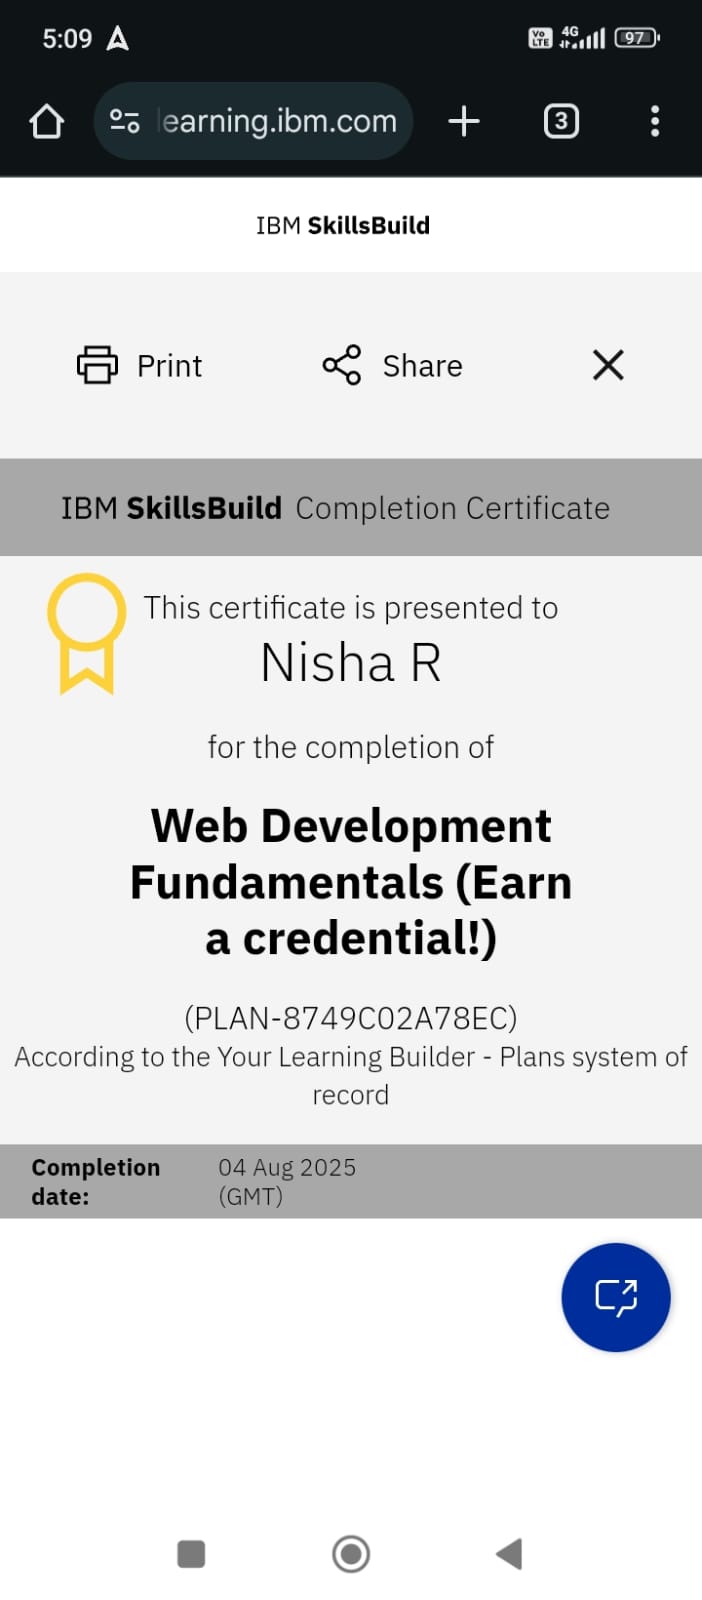 5:09
Vo LTE 4G 97
learning.ibm.com
3
IBM SkillsBuild
Print Share
IBM SkillsBuild Completion Certificate
This certificate is presented to
Nisha R
for the completion of
Web Development
Fundamentals (Earn
a credential!)
(PLAN-8749C02A78EC)
According to the Your Learning Builder - Plans system of
record
Completion 04 Aug 2025
date: (GMT)